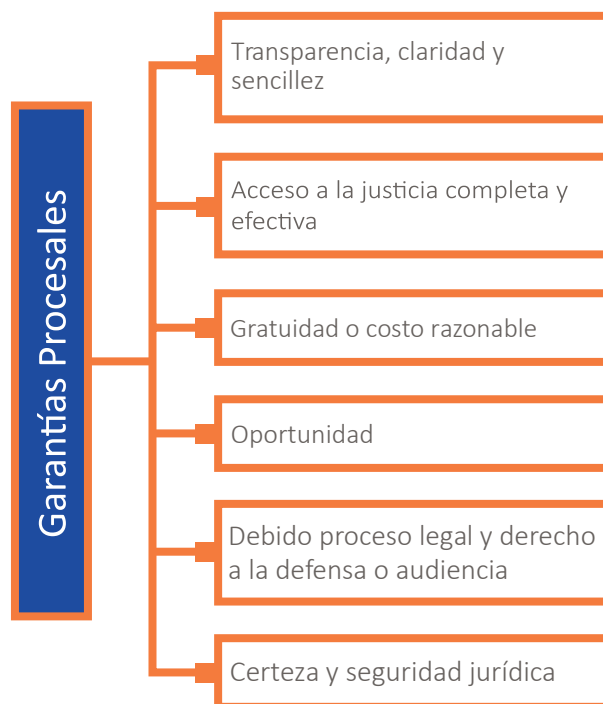 Garantías Procesales
Transparencia, claridad y
sencillez
Acceso a la justicia completa y
efectiva
Gratuidad o costo razonable
Oportunidad
Debido proceso legal y derecho
a la defensa o audiencia
Certeza y seguridad jurídica